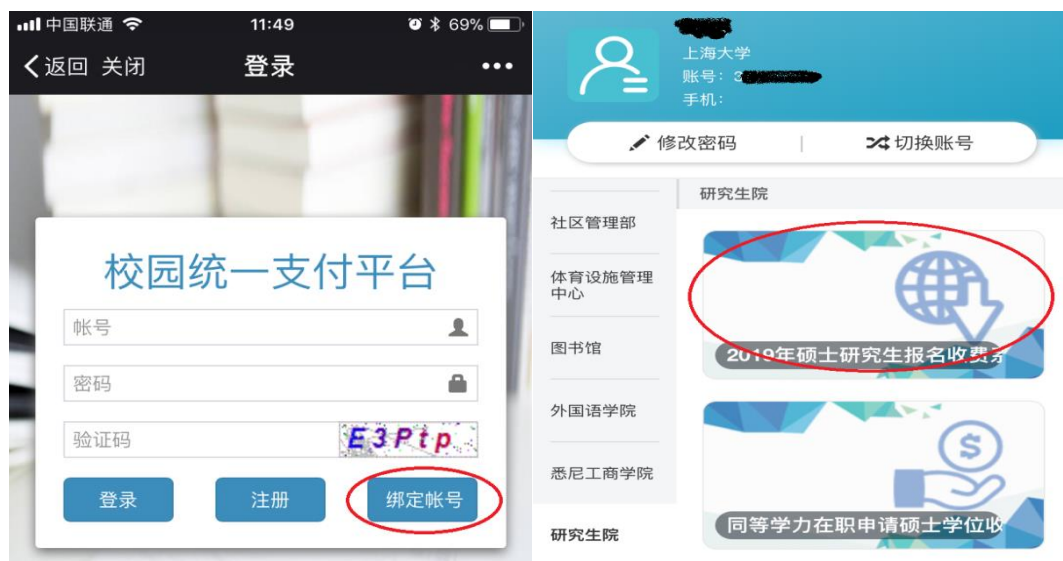 中国联通
11:49
69%
返回 关闭
登录
校园统一支付平台
帐号
密码
验证码
E3Ptp
登录
注册
绑定帐号
上海大学
账号：3
手机：
修改密码
切换账号
社区管理部
体育设施管理
中心
图书馆
外国语学院
悉尼工商学院
研究生院
研究生院
2019年硕士研究生报名收费
同等学力在职申请硕士学位收